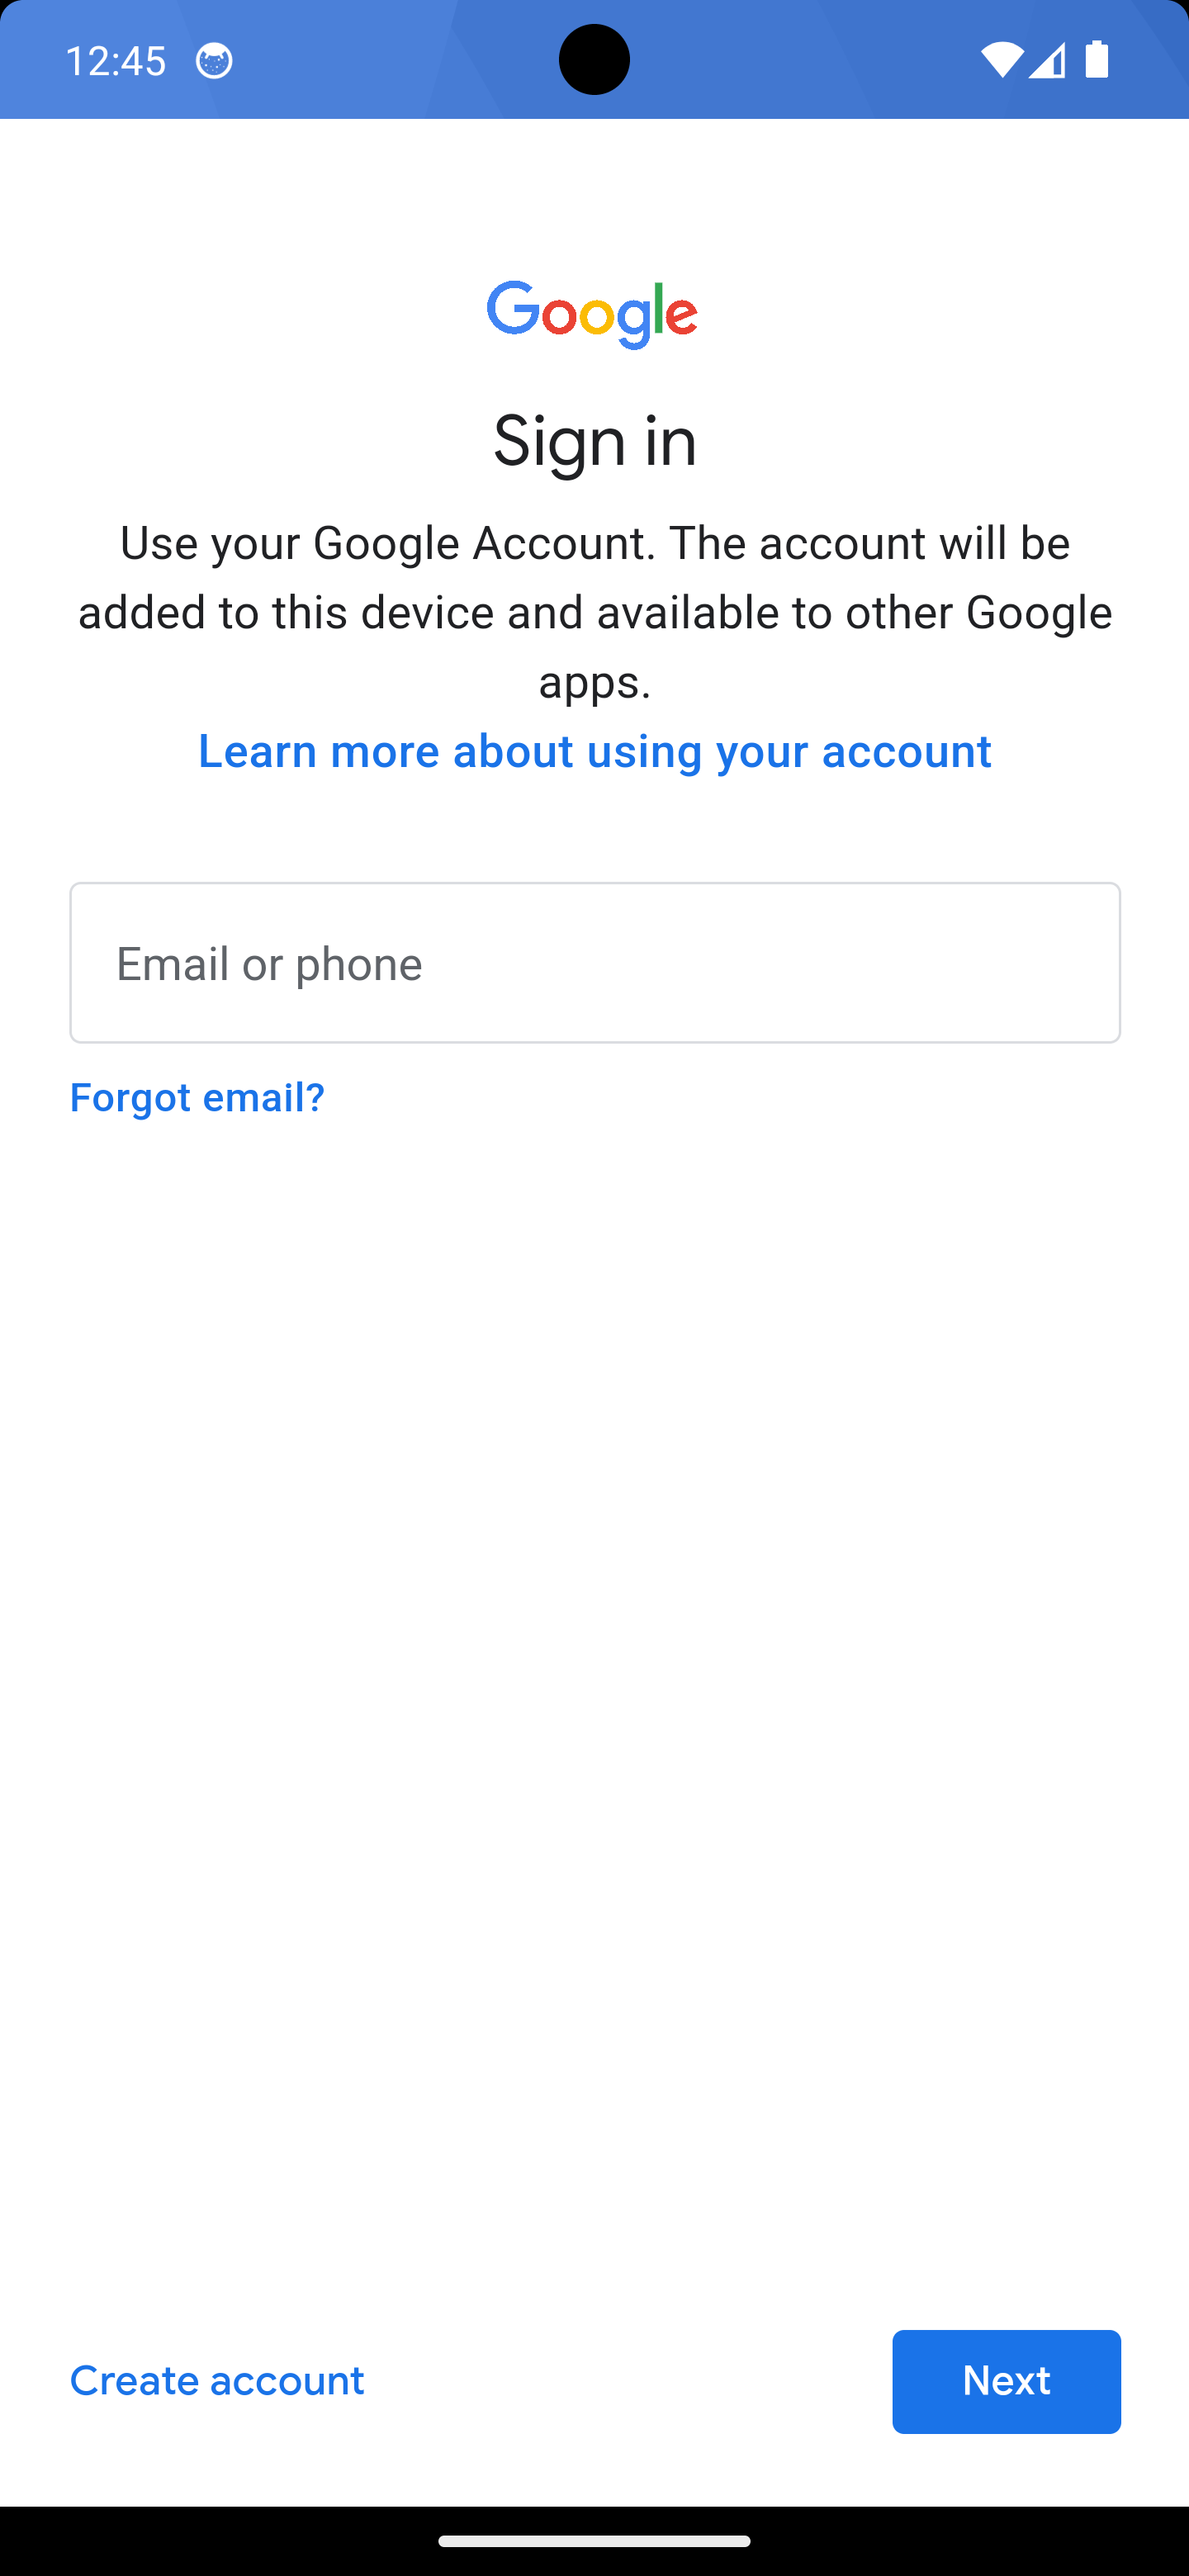 12:45
Google
Sign in
Use your Google Account. The account will be
added to this device and available to other Google
apps.
Learn more about using your account
Email or phone
Forgot email?
Create account
Next